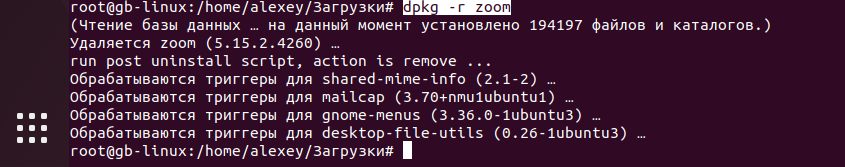 root@gb-linux:/home/alexey/Загрузки# dpkg -r zoom
(Чтение базы данных … на данный момент установлено 194197 файлов и каталогов.)
Удаляется zoom (5.15.2.4260) …
run post uninstall script, action is remove ...
Обрабатываются триггеры для shared-mime-info (2.1-2) …
Обрабатываются триггеры для mailcap (3.70+nmu1ubuntu1) …
Обрабатываются триггеры для gnome-menus (3.36.0-1ubuntu3) …
Обрабатываются триггеры для desktop-file-utils (0.26-1ubuntu3) …
root@gb-linux:/home/alexey/Загрузки#